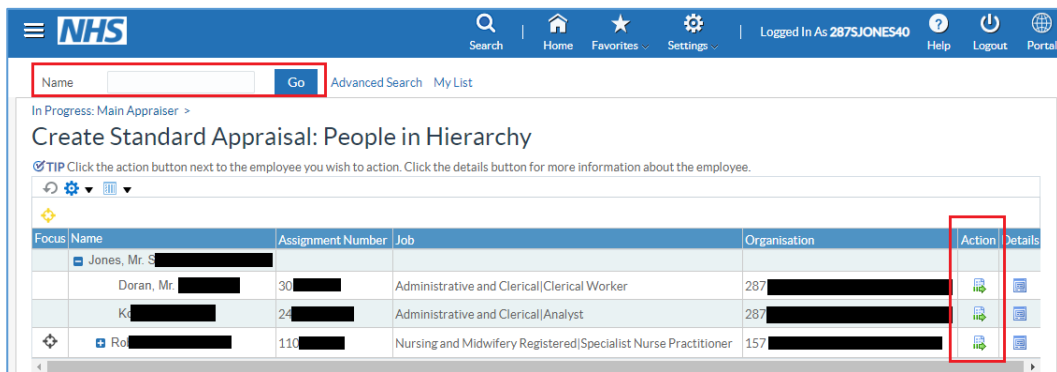 NHS
Search Home Favorites Settings Logged In As 287SJONES40 Help Logout Portal
Name Go Advanced Search My List
In Progress: Main Appraiser >
Create Standard Appraisal: People in Hierarchy
TIP Click the action button next to the employee you wish to action. Click the details button for more information about the employee.
Focus Name Assignment Number Job Organisation Action Details
Jones, Mr. S
Doran, Mr. 30 Administrative and Clerical|Clerical Worker 287
24 Administrative and Clerical|Analyst 287
Rol 110 Nursing and Midwifery Registered|Specialist Nurse Practitioner 157